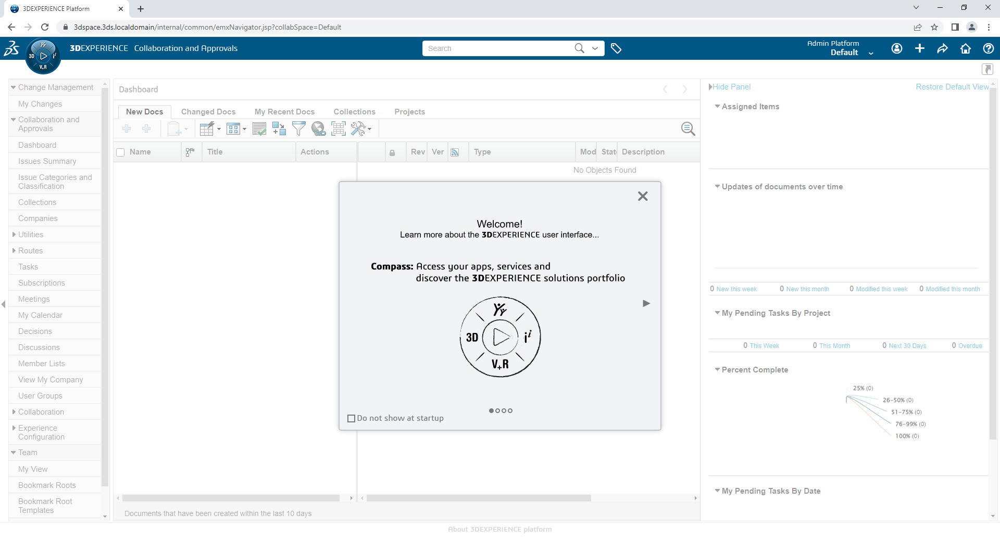 3DEXPERIENCE Platform
3dspace.3ds.localdomain/internal/common/emxNavigator.jsp?collabSpace=Default
3DEXPERIENCE Collaboration and Approvals
Search
Admin Platform
Default
3D
V+R
Change Management
My Changes
Collaboration and
Approvals
Dashboard
Issues Summary
Issue Categories and
Classification
Collections
Companies
Utilities
Routes
Tasks
Subscriptions
Meetings
My Calendar
Decisions
Discussions
Member Lists
View My Company
User Groups
Collaboration
Experience
Configuration
Team
My View
Bookmark Roots
Bookmark Root
Templates
Dashboard
New Docs Changed Docs My Recent Docs Collections Projects
Name Title Actions Rev Ver Type Mod State Description
No Objects Found
Welcome!
Learn more about the 3DEXPERIENCE user interface...
Compass: Access your apps, services and
discover the 3DEXPERIENCE solutions portfolio
3D
V+R
Do not show at startup
Documents that have been created within the last 10 days
Hide Panel Restore Default View
Assigned Items
Updates of documents over time
0 New this week 0 New this month 0 Modified this week 0 Modified this month
My Pending Tasks By Project
0 This Week 0 This Month 0 Next 30 Days 0 Overdue
Percent Complete
25% (0)
26-50% (0)
51-75% (0)
76-99% (0)
100% (0)
My Pending Tasks By Date
About 3DEXPERIENCE platform